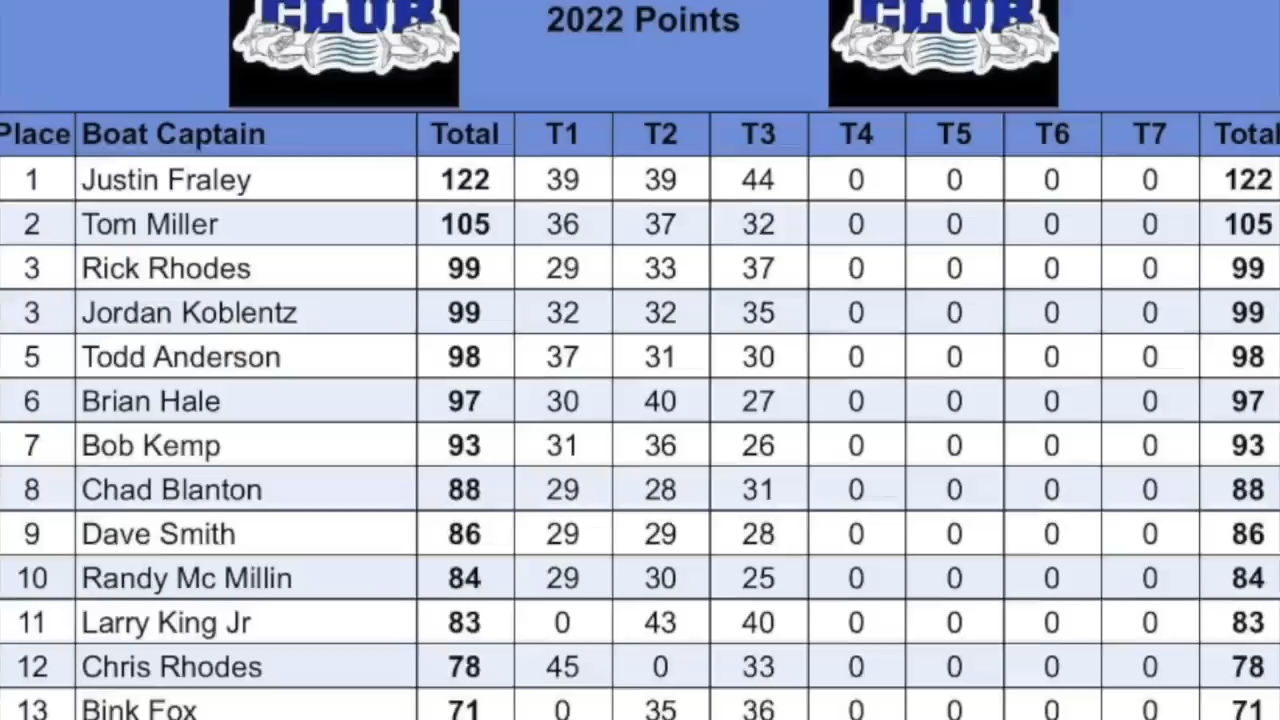 CLUB 2022 Points CLUB
Place Boat Captain Total T1 T2 T3 T4 T5 T6 T7 Total
1 Justin Fraley 122 39 39 44 0 0 0 0 122
2 Tom Miller 105 36 37 32 0 0 0 0 105
3 Rick Rhodes 99 29 33 37 0 0 0 0 99
3 Jordan Koblentz 99 32 32 35 0 0 0 0 99
5 Todd Anderson 98 37 31 30 0 0 0 0 98
6 Brian Hale 97 30 40 27 0 0 0 0 97
7 Bob Kemp 93 31 36 26 0 0 0 0 93
8 Chad Blanton 88 29 28 31 0 0 0 0 88
9 Dave Smith 86 29 29 28 0 0 0 0 86
10 Randy Mc Millin 84 29 30 25 0 0 0 0 84
11 Larry King Jr 83 0 43 40 0 0 0 0 83
12 Chris Rhodes 78 45 0 33 0 0 0 0 78
13 Bink Fox 71 0 35 36 0 0 0 0 71